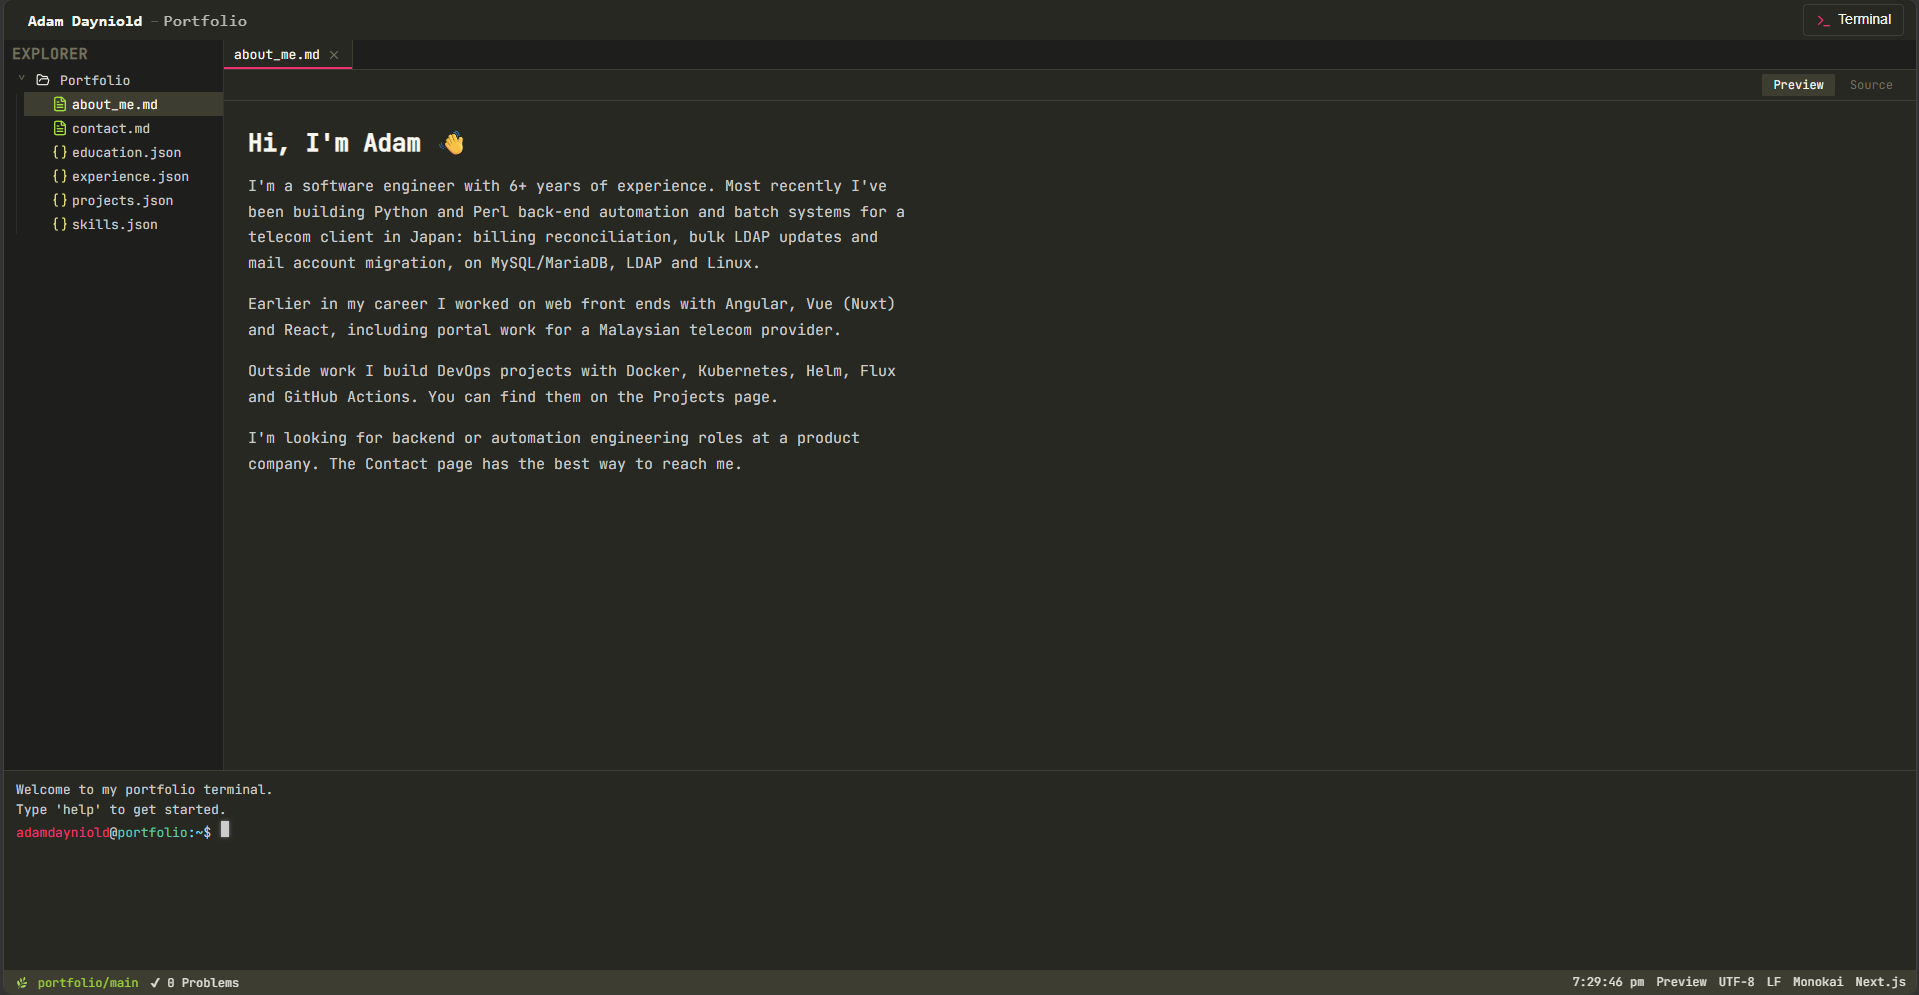 Adam Dayniold – Portfolio
>_ Terminal
EXPLORER
Portfolio
about_me.md
contact.md
{} education.json
{} experience.json
{} projects.json
{} skills.json
about_me.md ×
Preview Source
Hi, I'm Adam 👋
I'm a software engineer with 6+ years of experience. Most recently I've
been building Python and Perl back-end automation and batch systems for a
telecom client in Japan: billing reconciliation, bulk LDAP updates and
mail account migration, on MySQL/MariaDB, LDAP and Linux.
Earlier in my career I worked on web front ends with Angular, Vue (Nuxt)
and React, including portal work for a Malaysian telecom provider.
Outside work I build DevOps projects with Docker, Kubernetes, Helm, Flux
and GitHub Actions. You can find them on the Projects page.
I'm looking for backend or automation engineering roles at a product
company. The Contact page has the best way to reach me.
Welcome to my portfolio terminal.
Type 'help' to get started.
adamdayniold@portfolio:~$
portfolio/main ✓ 0 Problems
7:29:46 pm Preview UTF-8 LF Monokai Next.js